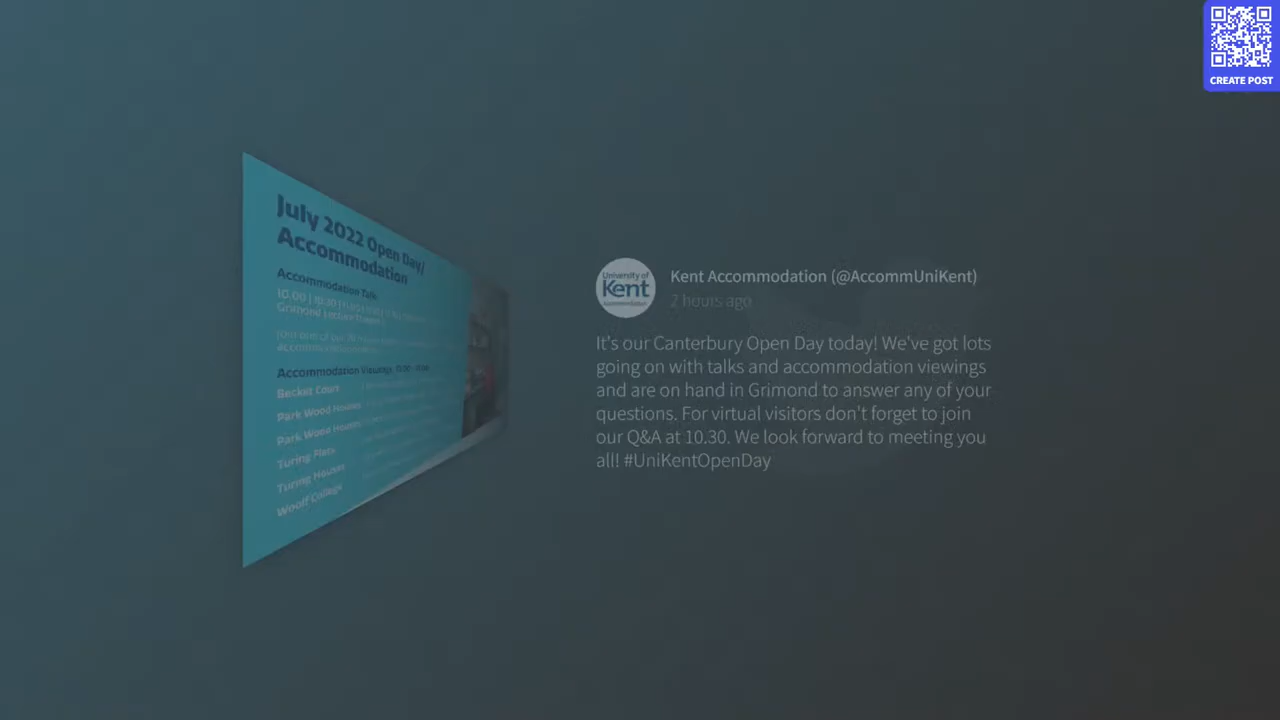 CREATE POST
July 2022 Open Day/
Accommodation
Accommodation Talk
Grimond Lecture
Accommodation Viewings
Becket Court
Park Wood Houses
Park Wood Houses
Turing Flats
Turing Houses
Woolf College
University of
Kent
Kent Accommodation (@AccommUniKent)
2 hours ago
It's our Canterbury Open Day today! We've got lots
going on with talks and accommodation viewings
and are on hand in Grimond to answer any of your
questions. For virtual visitors don't forget to join
our Q&A at 10.30. We look forward to meeting you
all! #UniKentOpenDay